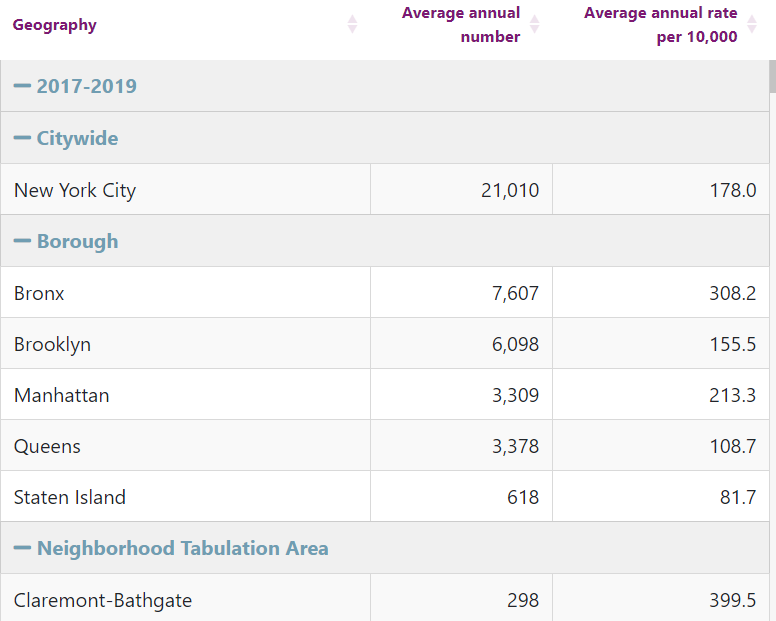 Geography Average annual number Average annual rate per 10,000
2017-2019
Citywide
New York City 21,010 178.0
Borough
Bronx 7,607 308.2
Brooklyn 6,098 155.5
Manhattan 3,309 213.3
Queens 3,378 108.7
Staten Island 618 81.7
Neighborhood Tabulation Area
Claremont-Bathgate 298 399.5